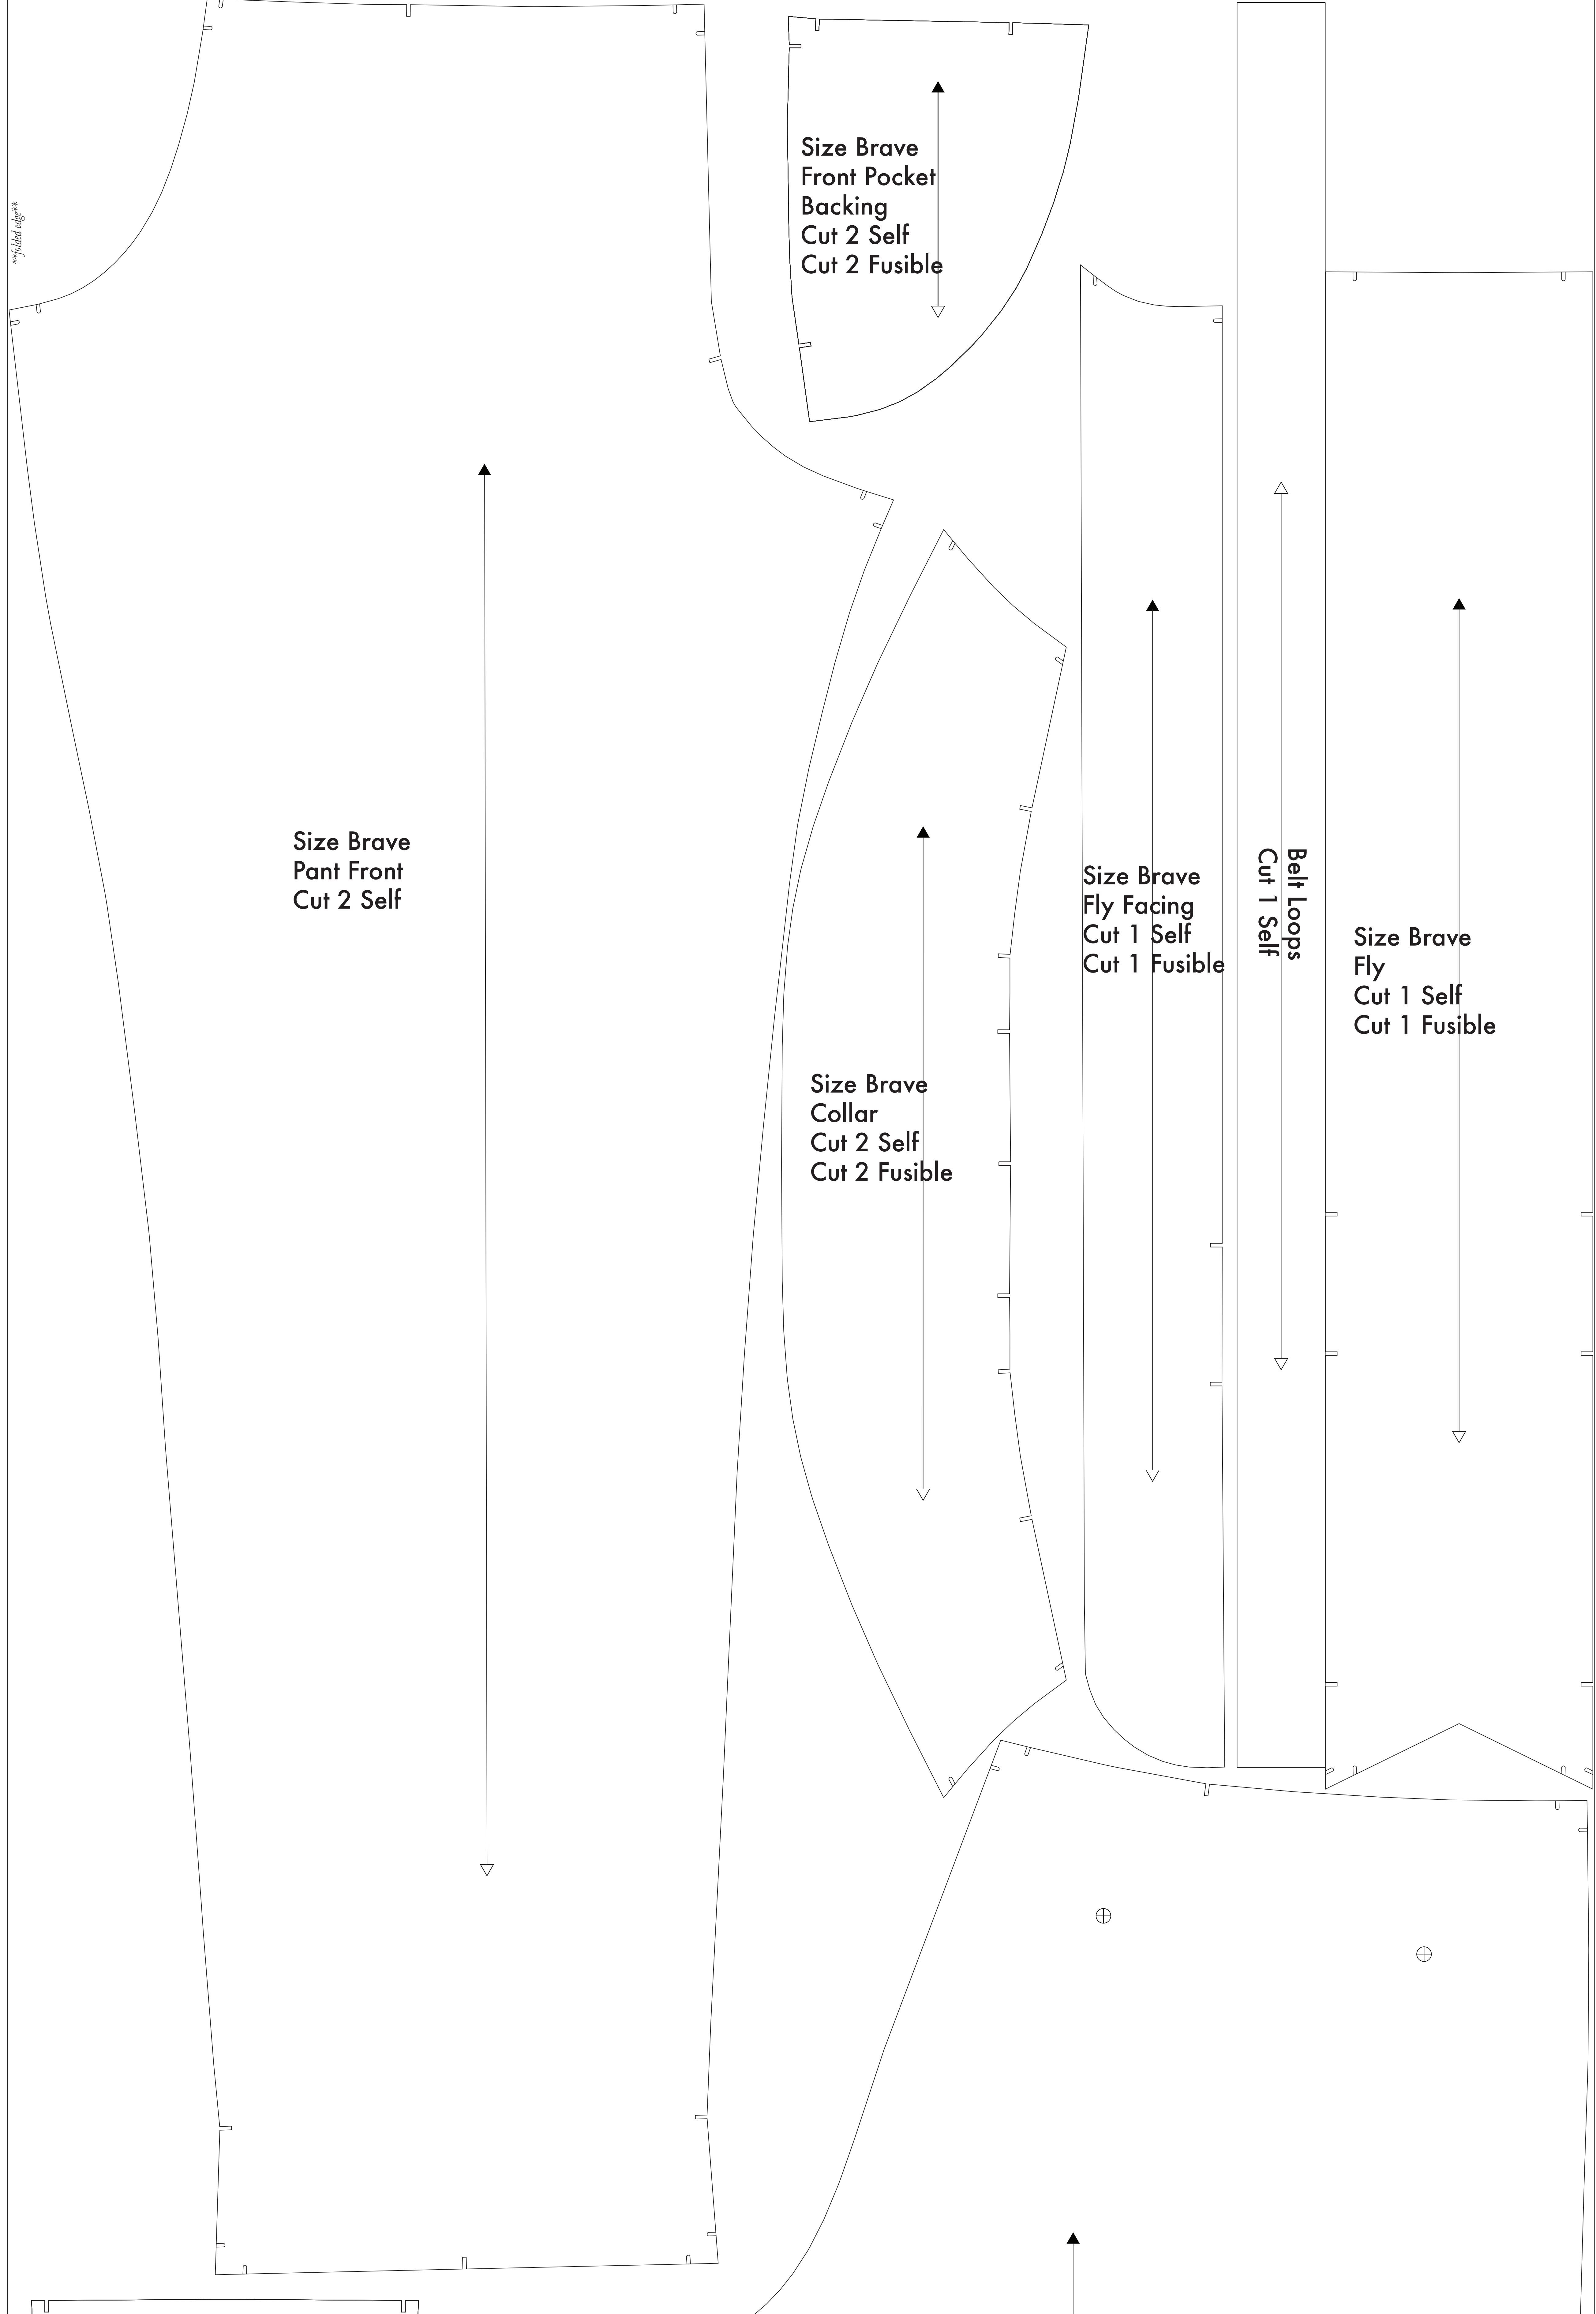 **folded edge**
Size Brave
Front Pocket
Backing
Cut 2 Self
Cut 2 Fusible
Size Brave
Pant Front
Cut 2 Self
Size Brave
Collar
Cut 2 Self
Cut 2 Fusible
Size Brave
Fly Facing
Cut 1 Self
Cut 1 Fusible
Belt Loops
Cut 1 Self
Size Brave
Fly
Cut 1 Self
Cut 1 Fusible